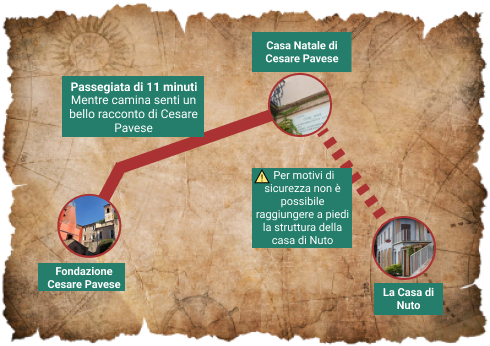 Casa Natale di
Cesare Pavese
Passegiata di 11 minuti
Mentre camina senti un
bello racconto di Cesare
Pavese
Per motivi di
sicurezza non è
possibile
raggiungere a piedi
la struttura della
casa di Nuto
Fondazione
Cesare Pavese
La Casa di
Nuto